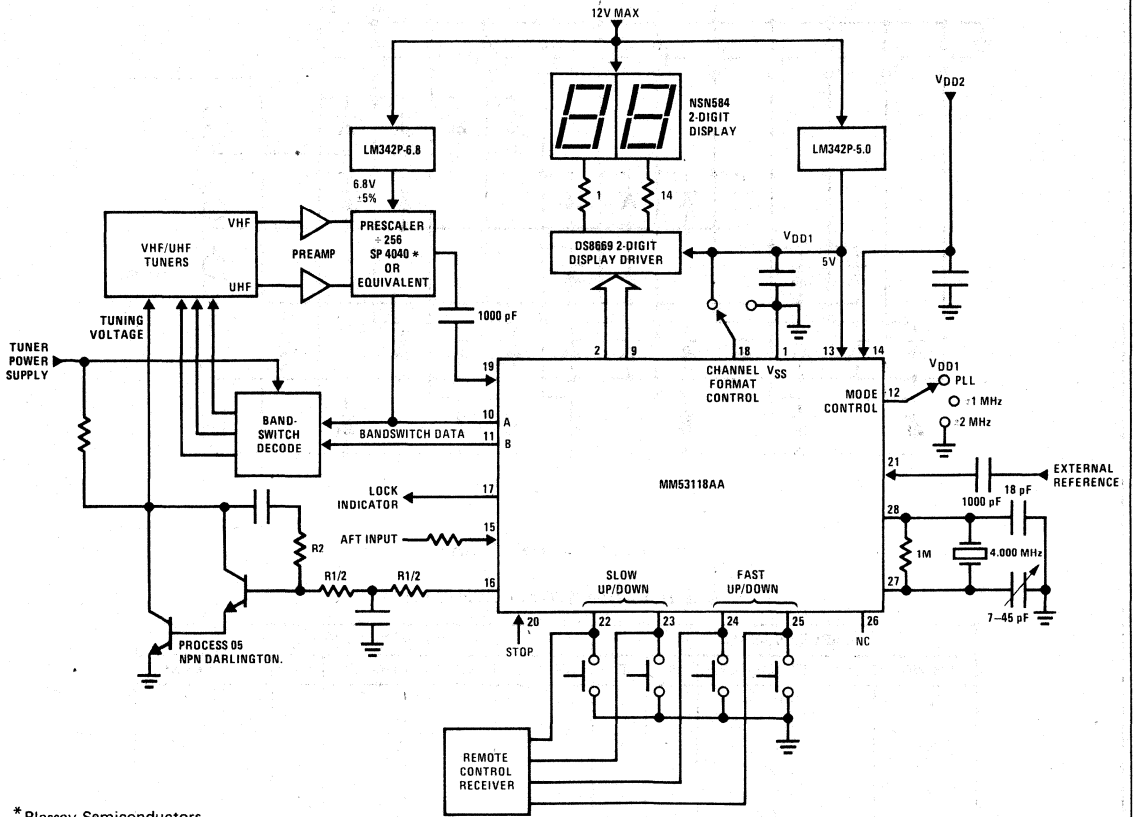 12V MAX
VDD2
NSN584
2-DIGIT
DISPLAY
LM342P-6.8
LM342P-5.0
6.8V
±5%
1
14
VHF
VHF/UHF
TUNERS
UHF
PREAMP
PRESCALER
÷ 256
SP 4040 *
OR
EQUIVALENT
DS8669 2-DIGIT
DISPLAY DRIVER
VDD1
5V
1000 pF
TUNING
VOLTAGE
TUNER
POWER
SUPPLY
2
9
18
1
13
14
19
CHANNEL
FORMAT
CONTROL
VSS
MODE
CONTROL
12
VDD1
PLL
÷1 MHz
÷2 MHz
BAND-
SWITCH
DECODE
BANDSWITCH DATA
10
A
11
B
LOCK
INDICATOR
17
MM53118AA
21
EXTERNAL
REFERENCE
1000 pF
18 pF
28
AFT INPUT
15
1M
4.000 MHz
R2
R1/2
R1/2
16
27
7–45 pF
SLOW
UP/DOWN
FAST
UP/DOWN
20
STOP
22
23
24
25
26
NC
PROCESS 05
NPN DARLINGTON.
REMOTE
CONTROL
RECEIVER
* Plessey Semiconductors